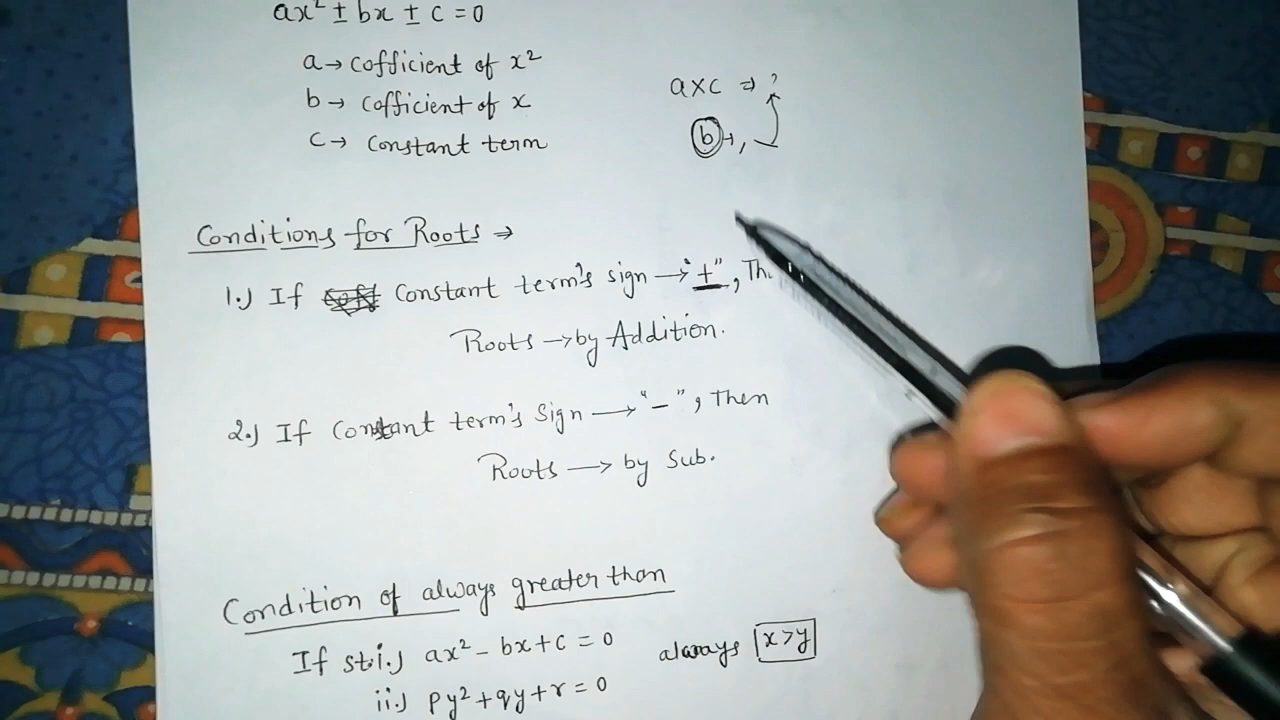 ax² ± bx ± c = 0
a → cofficient of x²
b → cofficient of x
c → constant term
a×c ⇒ ?
b →,
Conditions for Roots →
1.) If Constant term's sign → "+", Th
Roots → by Addition.
2.) If Constant term's Sign → "–", Then
Roots → by Sub.
Condition of always greater than
If st. i.) ax² - bx + c = 0 always x>y
ii.) py² + qy + r = 0